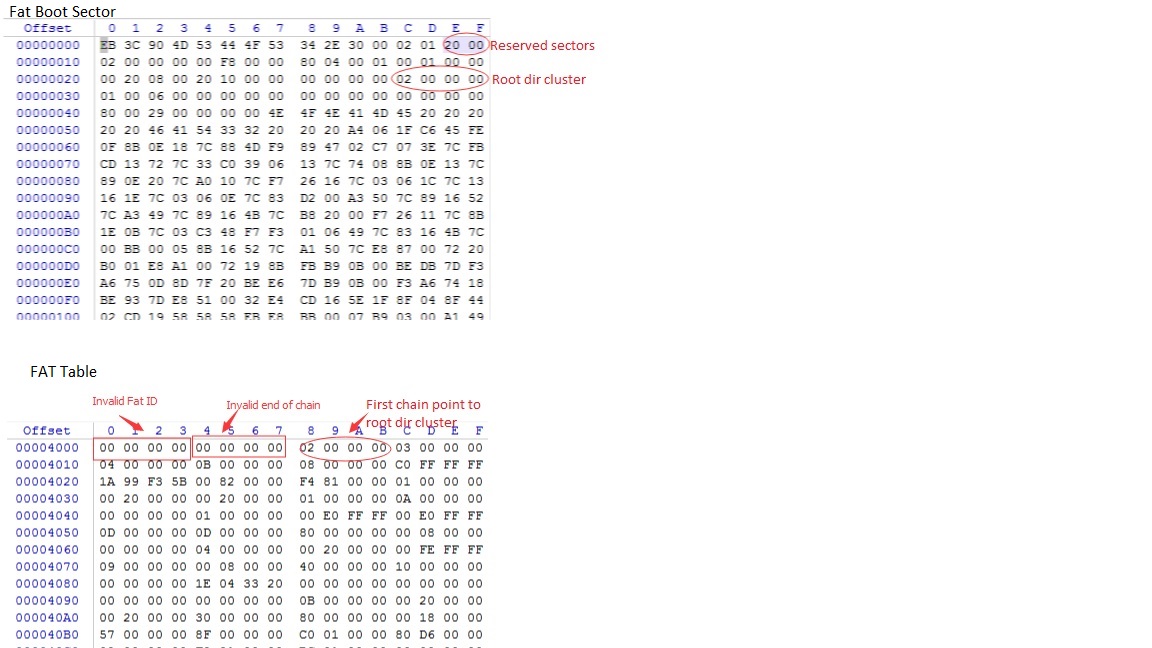 Fat Boot Sector
Offset 0 1 2 3 4 5 6 7 8 9 A B C D E F
00000000 EB 3C 90 4D 53 44 4F 53 34 2E 30 00 02 01 20 00 Reserved sectors
00000010 02 00 00 00 00 F8 00 00 80 04 00 01 00 01 00 00
00000020 00 20 08 00 20 10 00 00 00 00 00 00 02 00 00 00 Root dir cluster
00000030 01 00 06 00 00 00 00 00 00 00 00 00 00 00 00 00
00000040 80 00 29 00 00 00 00 4E 4F 4E 41 4D 45 20 20 20
00000050 20 20 46 41 54 33 32 20 20 20 A4 06 1F C6 45 FE
00000060 0F 8B 0E 18 7C 88 4D F9 89 47 02 C7 07 3E 7C FB
00000070 CD 13 72 7C 33 C0 39 06 13 7C 74 08 8B 0E 13 7C
00000080 89 0E 20 7C A0 10 7C F7 26 16 7C 03 06 1C 7C 13
00000090 16 1E 7C 03 06 0E 7C 83 D2 00 A3 50 7C 89 16 52
000000A0 7C A3 49 7C 89 16 4B 7C B8 20 00 F7 26 11 7C 8B
000000B0 1E 0B 7C 03 C3 48 F7 F3 01 06 49 7C 83 16 4B 7C
000000C0 00 BB 00 05 8B 16 52 7C A1 50 7C E8 87 00 72 20
000000D0 B0 01 E8 A1 00 72 19 8B FB B9 0B 00 BE DB 7D F3
000000E0 A6 75 0D 8D 7F 20 BE E6 7D B9 0B 00 F3 A6 74 18
000000F0 BE 93 7D E8 51 00 32 E4 CD 16 5E 1F 8F 04 8F 44
00000100 02 CD 19 58 58 58 EB E8 BB 00 07 B9 03 00 A1 49
FAT Table
Invalid Fat ID
Invalid end of chain
First chain point to
root dir cluster
Offset 0 1 2 3 4 5 6 7 8 9 A B C D E F
00004000 00 00 00 00 00 00 00 00 02 00 00 00 03 00 00 00
00004010 04 00 00 00 0B 00 00 00 08 00 00 00 C0 FF FF FF
00004020 1A 99 F3 5B 00 82 00 00 F4 81 00 00 01 00 00 00
00004030 00 20 00 00 00 20 00 00 01 00 00 00 0A 00 00 00
00004040 00 00 00 00 01 00 00 00 00 E0 FF FF 00 E0 FF FF
00004050 0D 00 00 00 0D 00 00 00 80 00 00 00 00 08 00 00
00004060 00 00 00 00 04 00 00 00 00 20 00 00 00 FE FF FF
00004070 09 00 00 00 00 08 00 00 40 00 00 00 10 00 00 00
00004080 00 00 00 00 1E 04 33 20 00 00 00 00 00 00 00 00
00004090 00 00 00 00 00 00 00 00 0B 00 00 00 00 20 00 00
000040A0 00 20 00 00 30 00 00 00 80 00 00 00 00 18 00 00
000040B0 57 00 00 00 8F 00 00 00 C0 01 00 00 80 D6 00 00